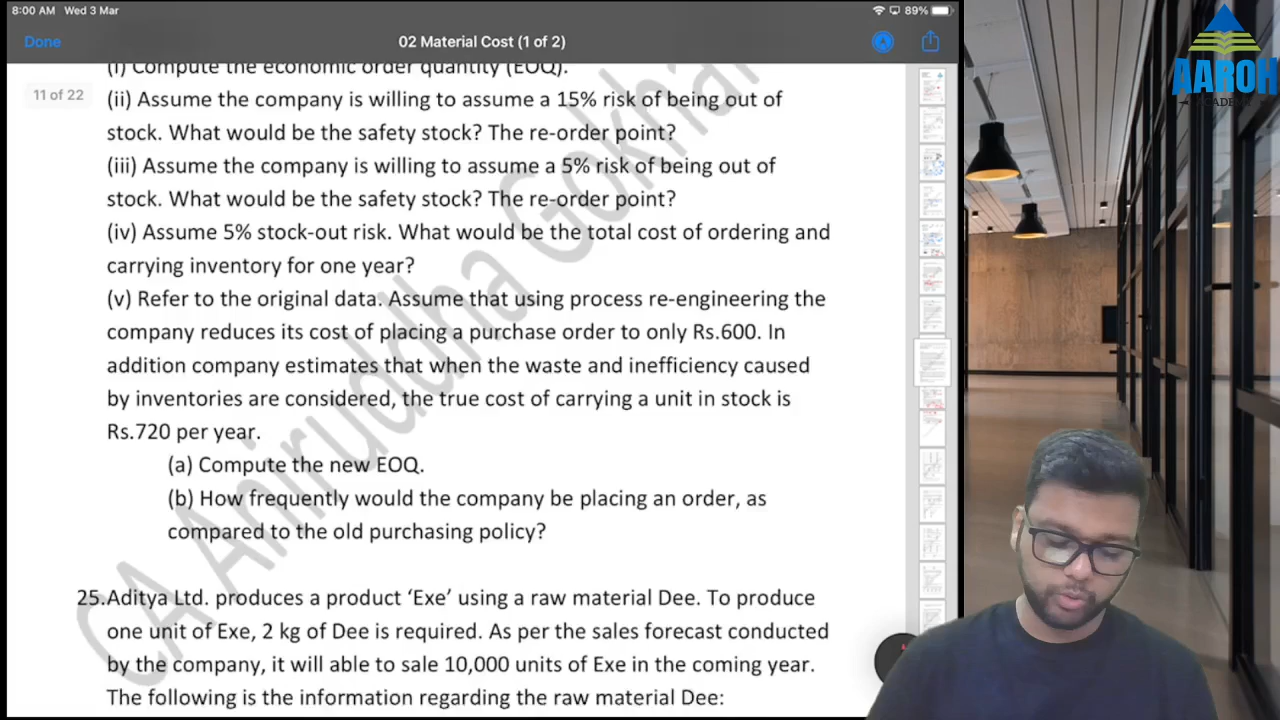 8:00 AM Wed 3 Mar
89%
Done
02 Material Cost (1 of 2)
11 of 22
(i) Compute the economic order quantity (EOQ).
(ii) Assume the company is willing to assume a 15% risk of being out of
stock. What would be the safety stock? The re-order point?
(iii) Assume the company is willing to assume a 5% risk of being out of
stock. What would be the safety stock? The re-order point?
(iv) Assume 5% stock-out risk. What would be the total cost of ordering and
carrying inventory for one year?
(v) Refer to the original data. Assume that using process re-engineering the
company reduces its cost of placing a purchase order to only Rs.600. In
addition company estimates that when the waste and inefficiency caused
by inventories are considered, the true cost of carrying a unit in stock is
Rs.720 per year.
(a) Compute the new EOQ.
(b) How frequently would the company be placing an order, as
compared to the old purchasing policy?
25.Aditya Ltd. produces a product ‘Exe’ using a raw material Dee. To produce
one unit of Exe, 2 kg of Dee is required. As per the sales forecast conducted
by the company, it will able to sale 10,000 units of Exe in the coming year.
The following is the information regarding the raw material Dee:
CA Aniruddha Gokha
AAROH